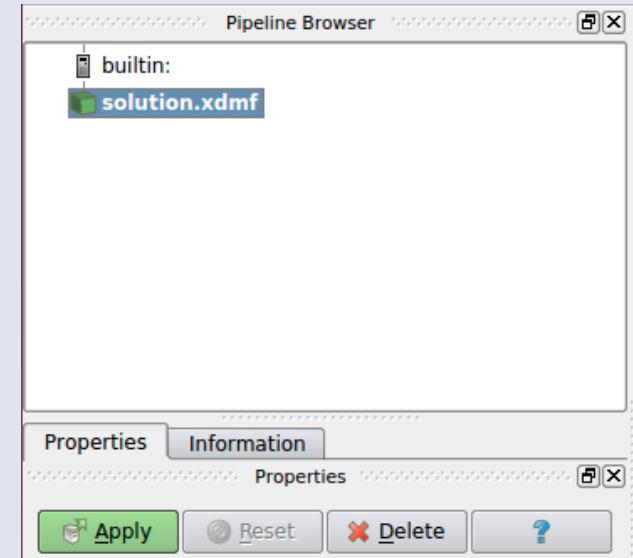 Pipeline Browser
builtin:
solution.xdmf
Properties Information
Properties
Apply Reset Delete ?